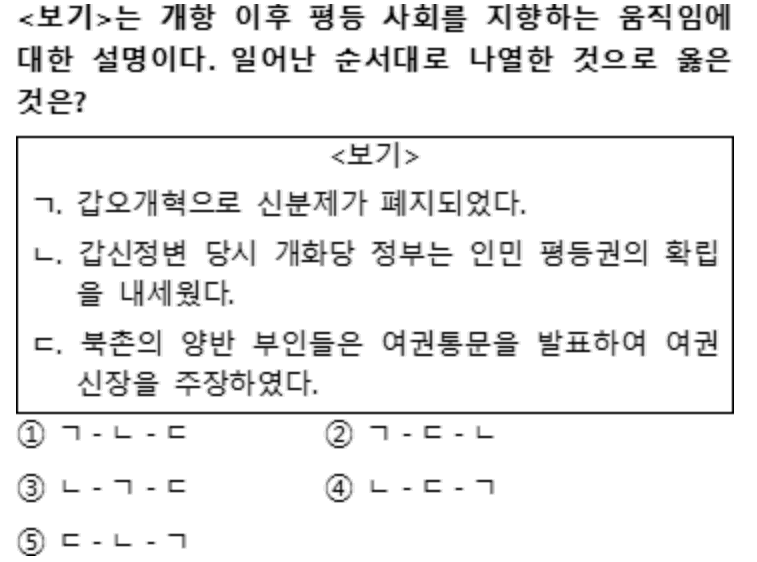 <보기>는 개항 이후 평등 사회를 지향하는 움직임에
대한 설명이다. 일어난 순서대로 나열한 것으로 옳은
것은?
<보기>
ㄱ. 갑오개혁으로 신분제가 폐지되었다.
ㄴ. 갑신정변 당시 개화당 정부는 인민 평등권의 확립
을 내세웠다.
ㄷ. 북촌의 양반 부인들은 여권통문을 발표하여 여권
신장을 주장하였다.
① ㄱ - ㄴ - ㄷ ② ㄱ - ㄷ - ㄴ
③ ㄴ - ㄱ - ㄷ ④ ㄴ - ㄷ - ㄱ
⑤ ㄷ - ㄴ - ㄱ